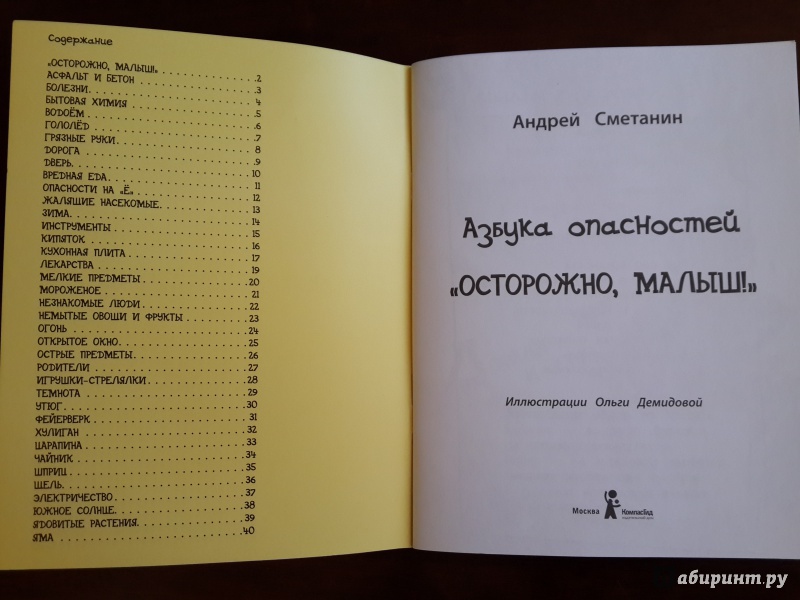 Содержание
«ОСТОРОЖНО, МАЛЫШ!» . . . . . . . . . . . . .2
АСФАЛЬТ И БЕТОН . . . . . . . . . . . . . . .3
БОЛЕЗНИ. . . . . . . . . . . . . . . . . . . . 4
БЫТОВАЯ ХИМИЯ . . . . . . . . . . . . . . . . 5
ВОДОЁМ . . . . . . . . . . . . . . . . . . . .6
ГОЛОЛЁД . . . . . . . . . . . . . . . . . . . .7
ГРЯЗНЫЕ РУКИ. . . . . . . . . . . . . . . . . 8
ДОРОГА . . . . . . . . . . . . . . . . . . . .9
ДВЕРЬ. . . . . . . . . . . . . . . . . . . . . 10
ВРЕДНАЯ ЕДА. . . . . . . . . . . . . . . . . 11
ОПАСНОСТИ НА «Ё» . . . . . . . . . . . . . . 12
ЖАЛЯЩИЕ НАСЕКОМЫЕ. . . . . . . . . . . . . 13
ЗИМА. . . . . . . . . . . . . . . . . . . . . 14
ИНСТРУМЕНТЫ . . . . . . . . . . . . . . . . 15
КИПЯТОК . . . . . . . . . . . . . . . . . . . 16
КУХОННАЯ ПЛИТА . . . . . . . . . . . . . . . 17
ЛЕКАРСТВА . . . . . . . . . . . . . . . . . . 19
МЕЛКИЕ ПРЕДМЕТЫ . . . . . . . . . . . . . . 20
МОРОЖЕНОЕ . . . . . . . . . . . . . . . . . 21
НЕЗНАКОМЫЕ ЛЮДИ . . . . . . . . . . . . . 22
НЕМЫТЫЕ ОВОЩИ И ФРУКТЫ . . . . . . . . . 23
ОГОНЬ . . . . . . . . . . . . . . . . . . . . 24
ОТКРЫТОЕ ОКНО. . . . . . . . . . . . . . . . 25
ОСТРЫЕ ПРЕДМЕТЫ. . . . . . . . . . . . . . 26
РОДИТЕЛИ . . . . . . . . . . . . . . . . . . 27
ИГРУШКИ-СТРЕЛЯЛКИ. . . . . . . . . . . . . 28
ТЕМНОТА . . . . . . . . . . . . . . . . . . . 29
УТЮГ . . . . . . . . . . . . . . . . . . . . . 30
ФЕЙЕРВЕРК . . . . . . . . . . . . . . . . . . 31
ХУЛИГАН . . . . . . . . . . . . . . . . . . . 32
ЦАРАПИНА . . . . . . . . . . . . . . . . . . 33
ЧАЙНИК . . . . . . . . . . . . . . . . . . . . 34
ШПРИЦ. . . . . . . . . . . . . . . . . . . . 35
ЩЕЛЬ. . . . . . . . . . . . . . . . . . . . . 36
ЭЛЕКТРИЧЕСТВО . . . . . . . . . . . . . . . 37
ЮЖНОЕ СОЛНЦЕ. . . . . . . . . . . . . . . . 38
ЯДОВИТЫЕ РАСТЕНИЯ. . . . . . . . . . . . . 39
ЯМА . . . . . . . . . . . . . . . . . . . . . 40
Андрей Сметанин
Азбука опасностей
«ОСТОРОЖНО, МАЛЫШ!»
Иллюстрации Ольги Демидовой
Москва
КомпасГид
абиринт.ру